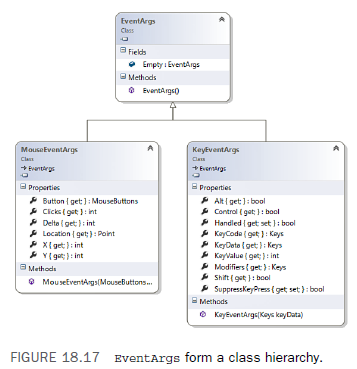 EventArgs
Class
Fields
Empty : EventArgs
Methods
EventArgs()
MouseEventArgs
Class
EventArgs
Properties
Button { get; } : MouseButtons
Clicks { get; } : int
Delta { get; } : int
Location { get; } : Point
X { get; } : int
Y { get; } : int
Methods
MouseEventArgs(MouseButtons...
KeyEventArgs
Class
EventArgs
Properties
Alt { get; } : bool
Control { get; } : bool
Handled { get; set; } : bool
KeyCode { get; } : Keys
KeyData { get; } : Keys
KeyValue { get; } : int
Modifiers { get; } : Keys
Shift { get; } : bool
SuppressKeyPress { get; set; } : bool
Methods
KeyEventArgs(Keys keyData)
FIGURE 18.17 EventArgs form a class hierarchy.